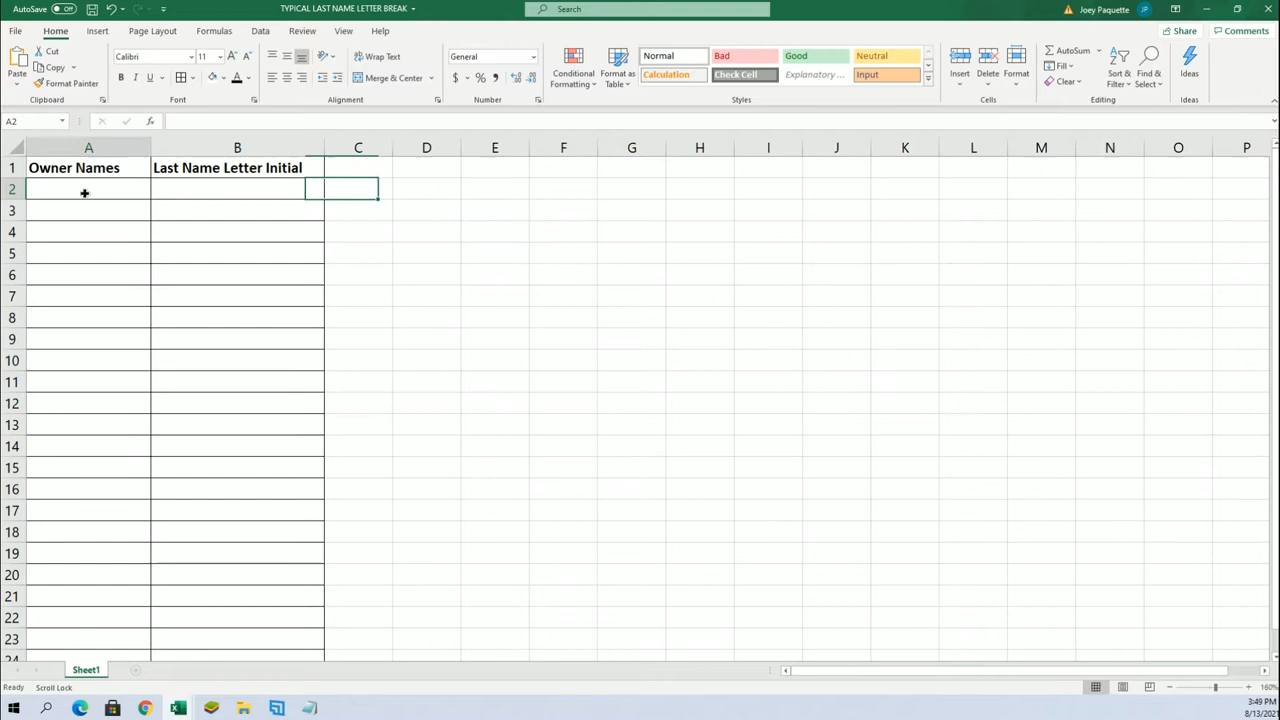 AutoSave Off
TYPICAL LAST NAME LETTER BREAK
Search
Joey Paquette JP
File Home Insert Page Layout Formulas Data Review View Help
Share Comments
Paste
Cut
Copy
Format Painter
Clipboard
Calibri 11
B I U
Font
Wrap Text
Merge & Center
Alignment
General
$ % ,
Number
Conditional Formatting
Format as Table
Normal Bad Good Neutral
Calculation Check Cell Explanatory ... Input
Styles
Insert Delete Format
Cells
AutoSum
Fill
Clear
Sort & Filter
Find & Select
Editing
Ideas
Ideas
A2 fx
A B C D E F G H I J K L M N O P
1 Owner Names Last Name Letter Initial
2
3
4
5
6
7
8
9
10
11
12
13
14
15
16
17
18
19
20
21
22
23
24
Sheet1
Ready Scroll Lock 160%
3:49 PM